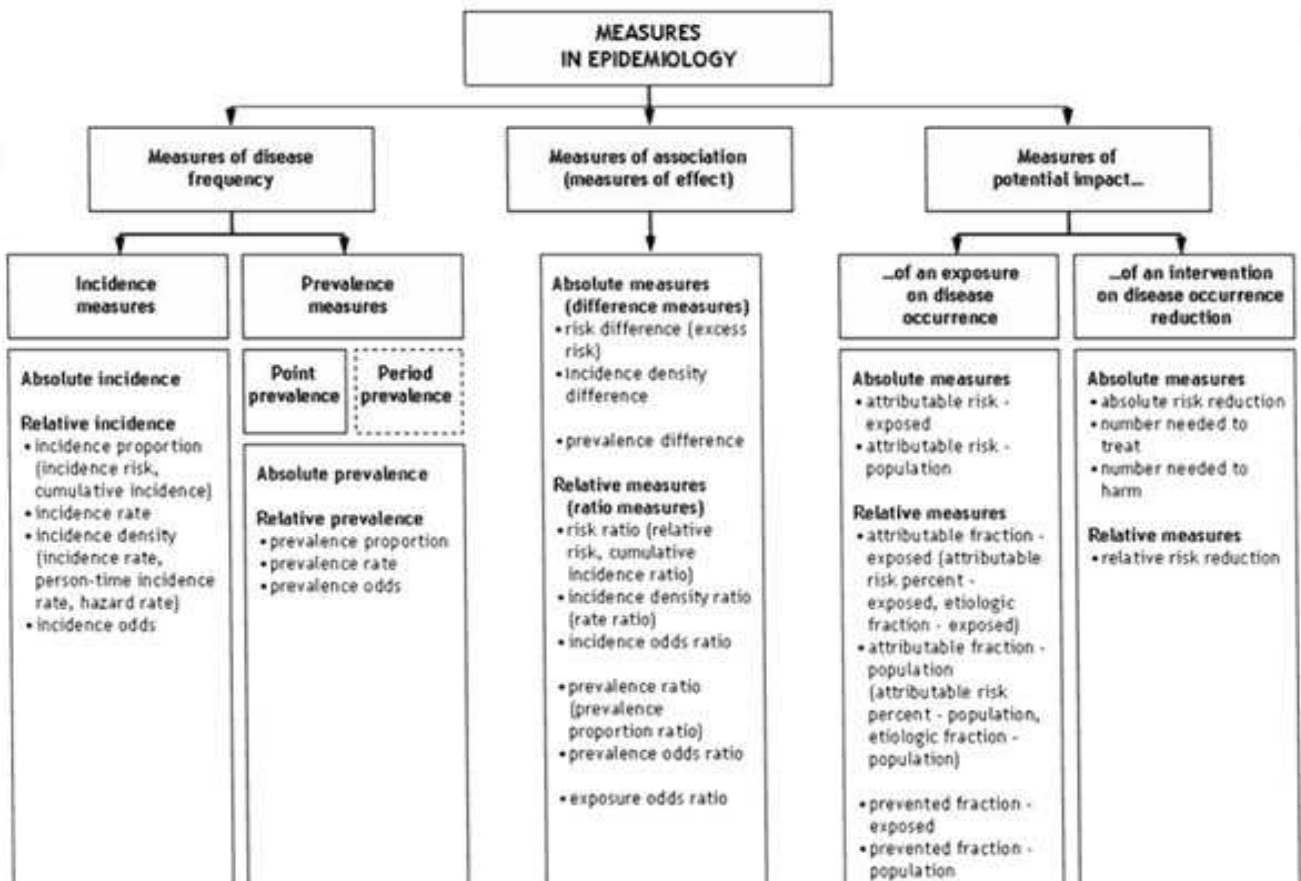 MEASURES
IN EPIDEMIOLOGY
Measures of disease
frequency
Measures of association
(measures of effect)
Measures of
potential impact...
Incidence
measures
Prevalence
measures
...of an exposure
on disease
occurrence
...of an intervention
on disease occurrence
reduction
Absolute incidence
Relative incidence
• incidence proportion
(incidence risk,
cumulative incidence)
• incidence rate
• incidence density
(incidence rate,
person-time incidence
rate, hazard rate)
• incidence odds
Point
prevalence
Period
prevalence
Absolute prevalence
Relative prevalence
• prevalence proportion
• prevalence rate
• prevalence odds
Absolute measures
(difference measures)
• risk difference (excess
risk)
• Incidence density
difference
• prevalence difference
Relative measures
(ratio measures)
• risk ratio (relative
risk, cumulative
incidence ratio)
• incidence density ratio
(rate ratio)
• incidence odds ratio
• prevalence ratio
(prevalence
proportion ratio)
• prevalence odds ratio
• exposure odds ratio
Absolute measures
• attributable risk -
exposed
• attributable risk -
population
Relative measures
• attributable fraction -
exposed (attributable
risk percent -
exposed, etiologic
fraction - exposed)
• attributable fraction -
population
(attributable risk
percent - population,
etiologic fraction -
population)
• prevented fraction -
exposed
• prevented fraction -
population
Absolute measures
• absolute risk reduction
• number needed to
treat
• number needed to
harm
Relative measures
• relative risk reduction